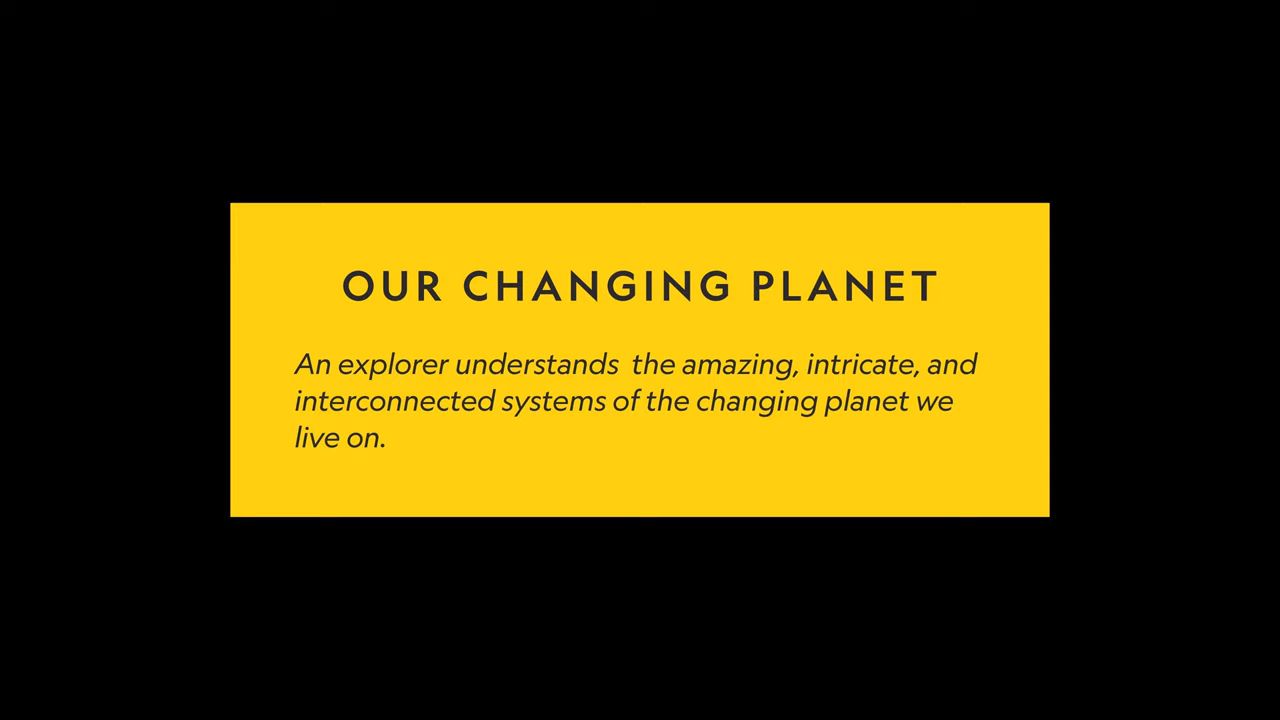 OUR CHANGING PLANET
An explorer understands  the amazing, intricate, and
interconnected systems of the changing planet we
live on.